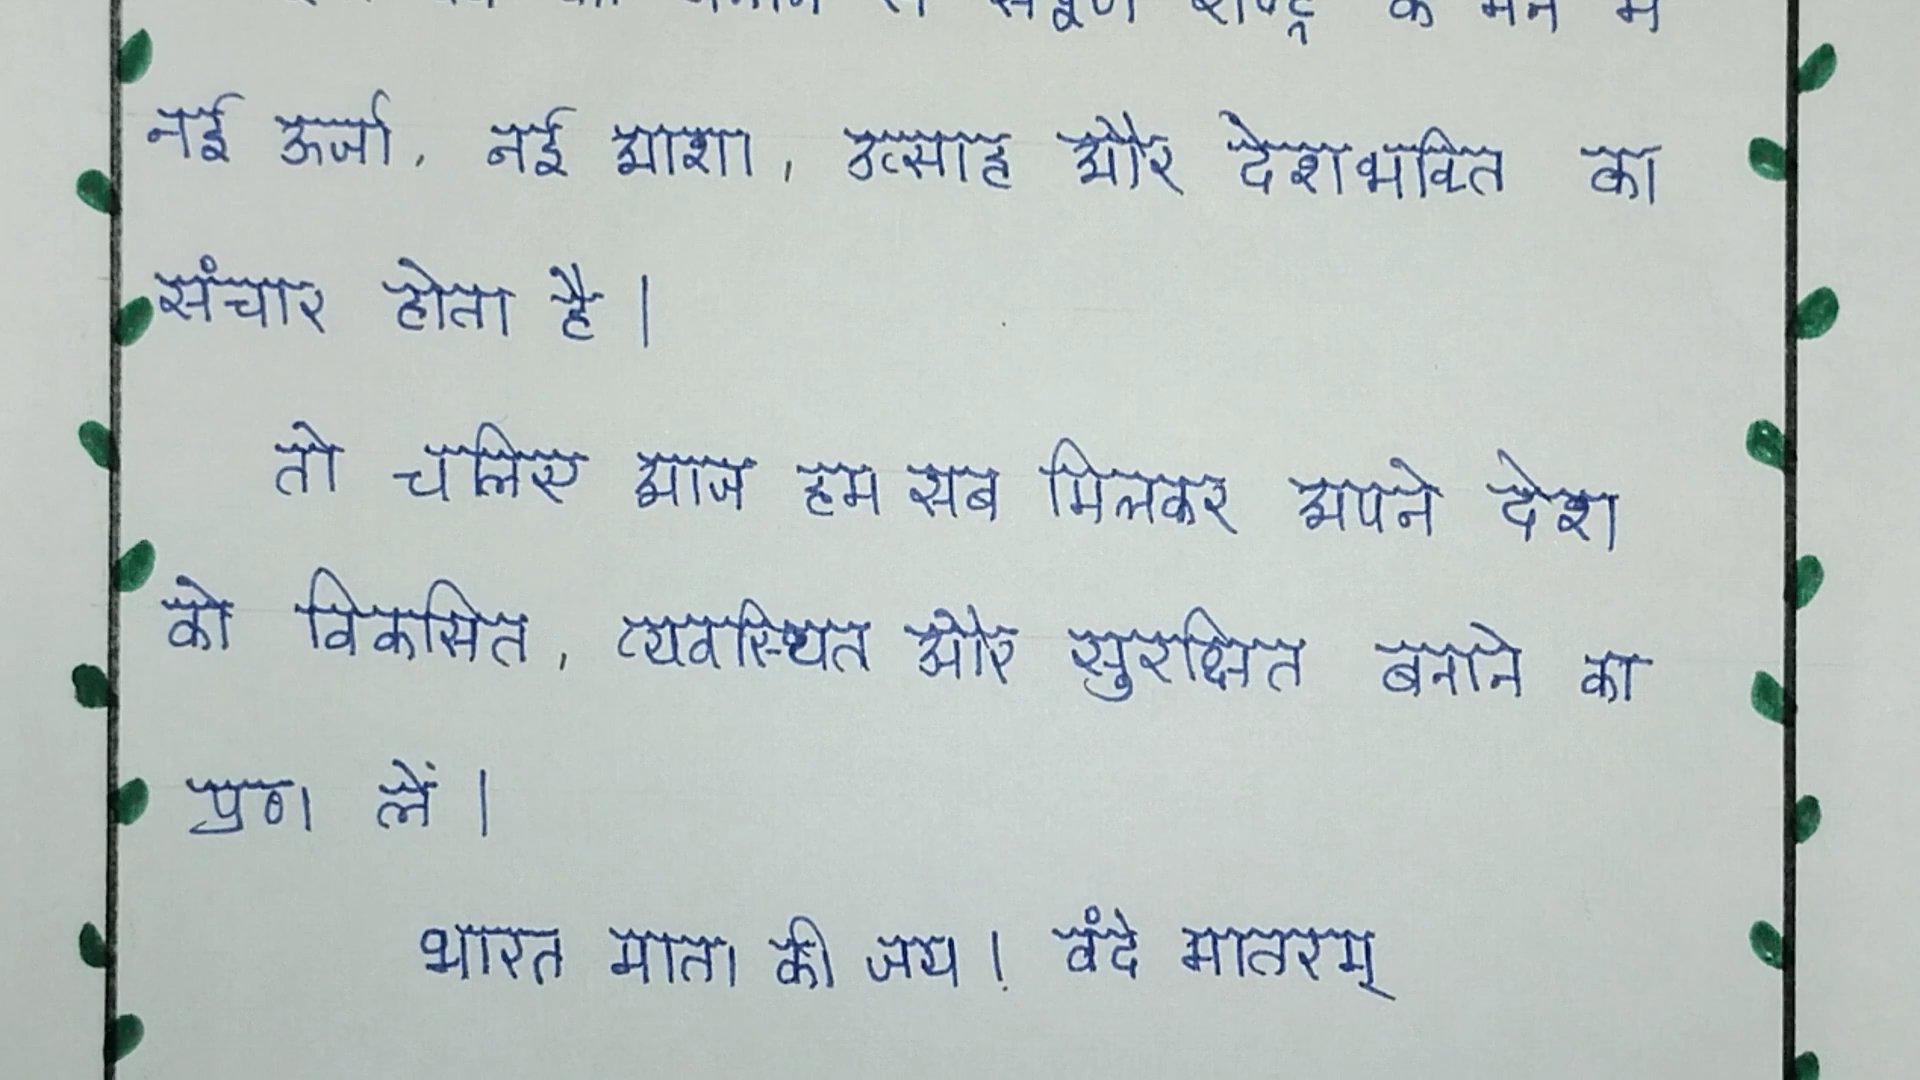 संपूर्ण राष्ट्र के मन में
नई ऊर्जा, नई आशा, उत्साह और देशभक्ति का
संचार होता है।
तो चलिए आज हम सब मिलकर अपने देश
को विकसित, व्यवस्थित और सुरक्षित बनाने का
प्रण लें।
भारत माता की जय! वंदे मातरम्